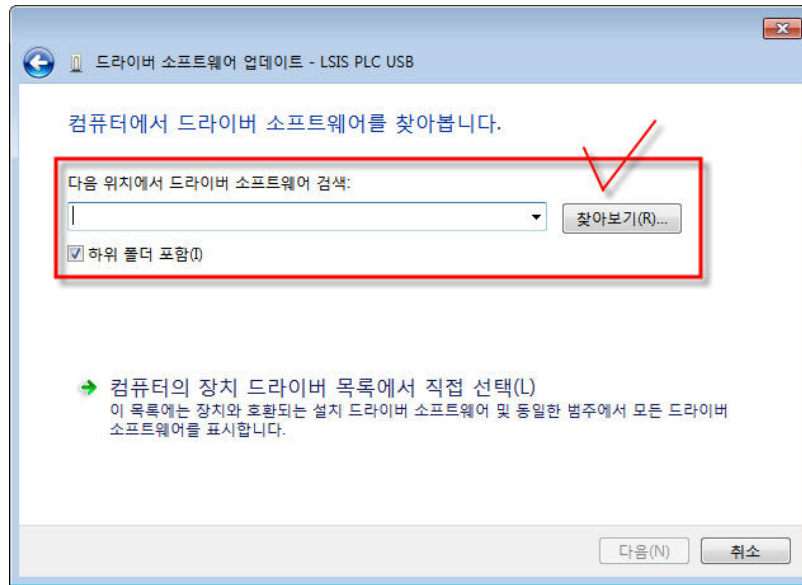 드라이버 소프트웨어 업데이트 - LSIS PLC USB
컴퓨터에서 드라이버 소프트웨어를 찾아봅니다.
다음 위치에서 드라이버 소프트웨어 검색:
찾아보기(R)...
하위 폴더 포함(I)
컴퓨터의 장치 드라이버 목록에서 직접 선택(L)
이 목록에는 장치와 호환되는 설치 드라이버 소프트웨어 및 동일한 범주에서 모든 드라이버
소프트웨어를 표시합니다.
다음(N)
취소